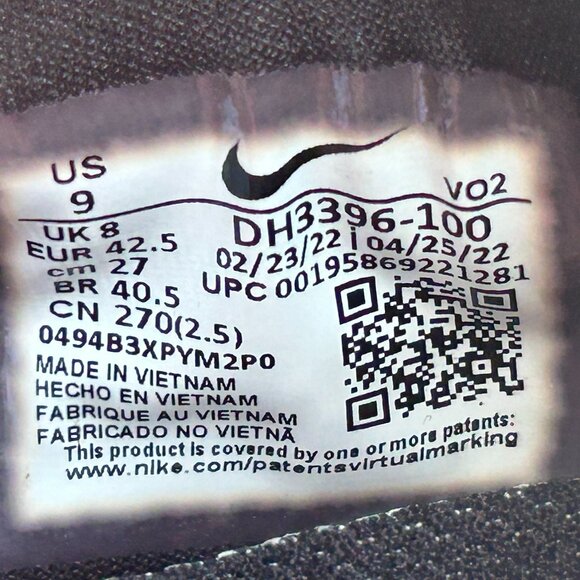 US
9
VO2
UK 8
EUR 42.5
cm 27
BR 40.5
CN 270(2.5)
DH3396-100
02/23/22 | 04/25/22
UPC 00195869221281
0494B3XPYM2P0
MADE IN VIETNAM
HECHO EN VIETNAM
FABRIQUE AU VIETNAM
FABRICADO NO VIETNÃ
This product is covered by one or more patents:
www.nike.com/patentsvirtualmarking